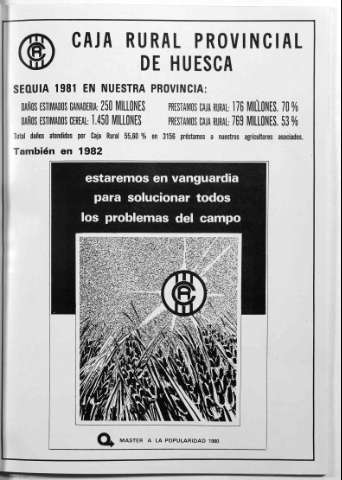 CAJA RURAL PROVINCIAL
DE HUESCA
SEQUIA 1981 EN NUESTRA PROVINCIA:
DAÑOS ESTIMADOS GANADERIA: 250 MILLONES PRESTAMOS CAJA RURAL: 176 MILLONES. 70 %
DAÑOS ESTIMADOS CEREAL: 1.450 MILLONES PRESTAMOS CAJA RURAL: 769 MILLONES. 53 %
Total daños atendidos por Caja Rural 55,60 % en 3156 préstamos a nuestros agricultores asociados.
También en 1982
estaremos en vanguardia
para solucionar todos
los problemas del campo
MASTER A LA POPULARIDAD 1980